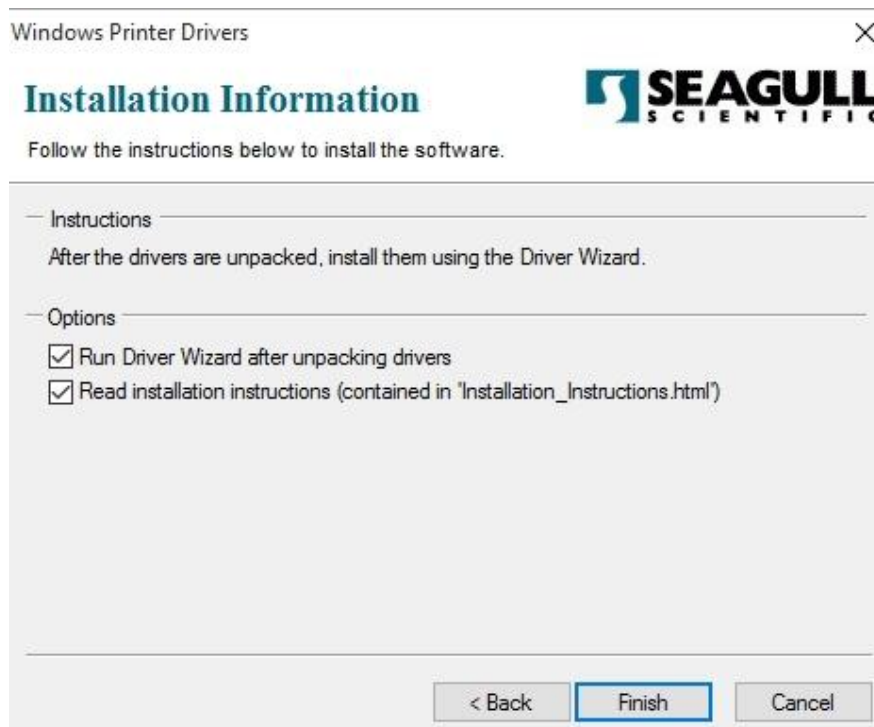 Windows Printer Drivers
Installation Information
SEAGULL
SCIENTIFIC
Follow the instructions below to install the software.
Instructions
After the drivers are unpacked, install them using the Driver Wizard.
Options
Run Driver Wizard after unpacking drivers
Read installation instructions (contained in 'Installation_Instructions.html')
< Back
Finish
Cancel